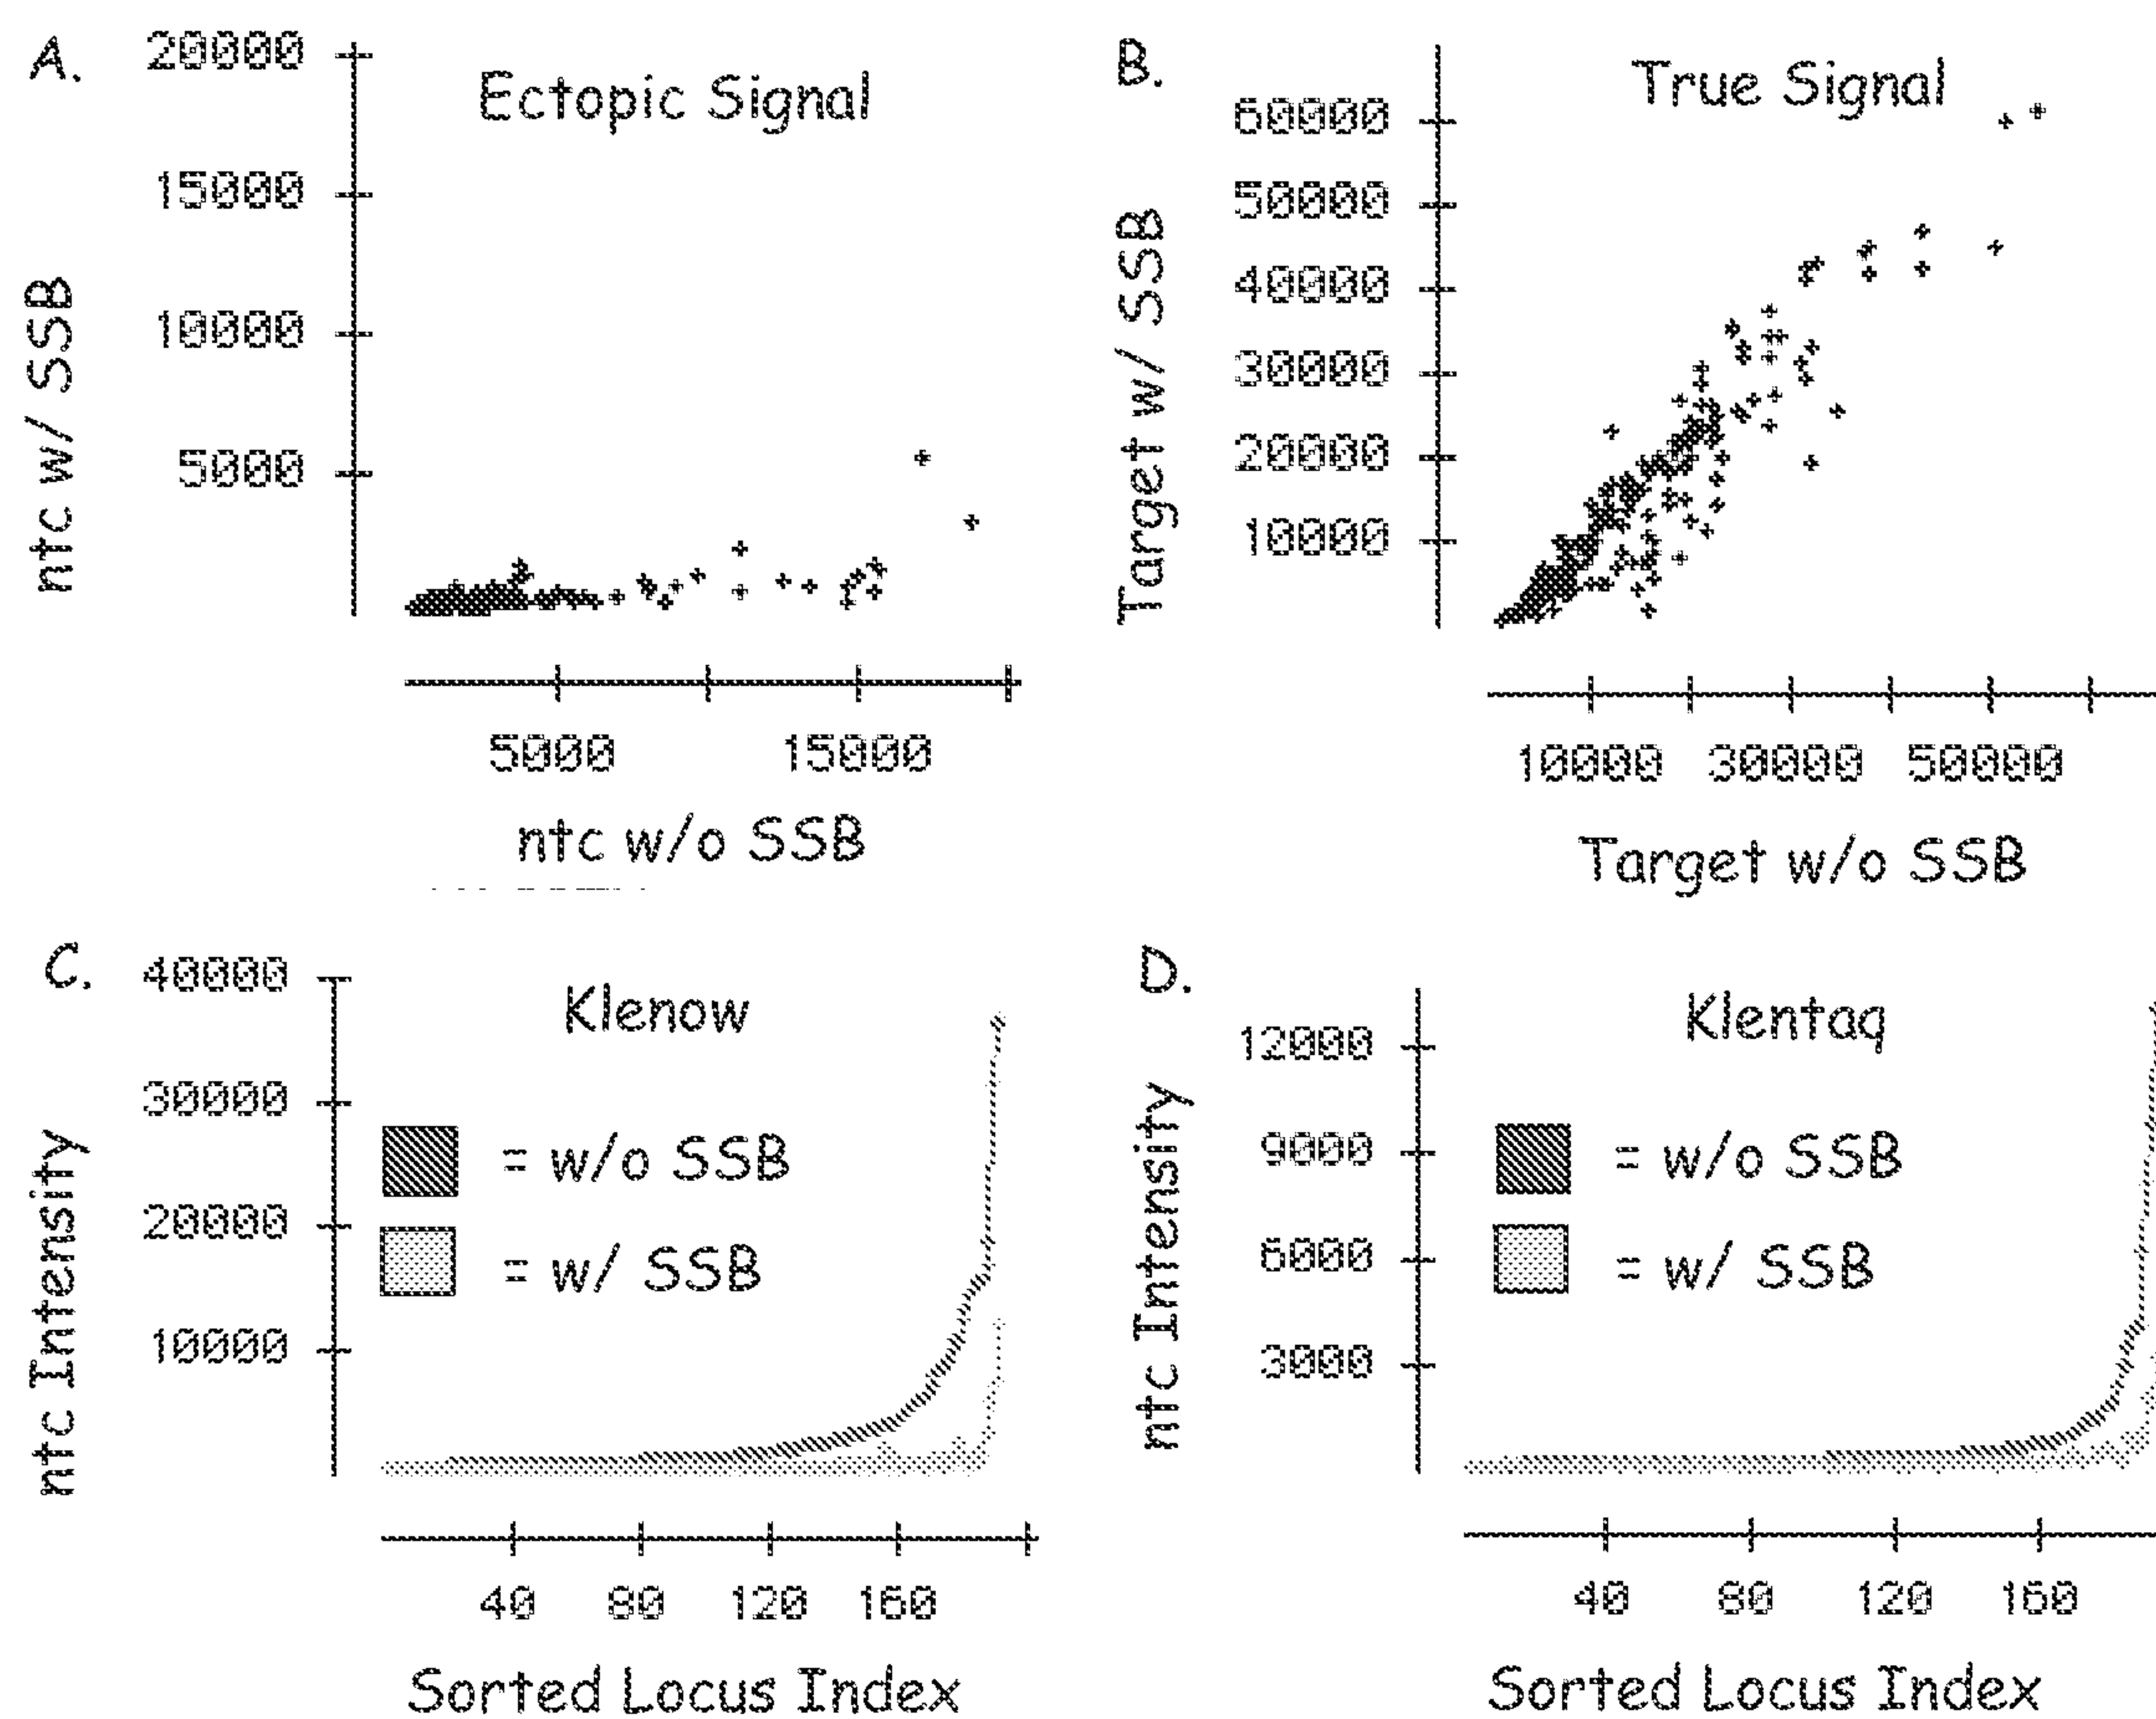 A.
Ectopic Signal
20000
15000
10000
5000
ntc w/ SSB
5000 15000
ntc w/o SSB
B.
True Signal
60000
50000
40000
30000
20000
10000
Target w/ SSB
10000 30000 50000
Target w/o SSB
C.
Klenow
40000
30000
20000
10000
ntc Intensity
= w/o SSB
= w/ SSB
40 80 120 160
Sorted Locus Index
D.
Klentaq
12000
9000
6000
3000
ntc Intensity
= w/o SSB
= w/ SSB
40 80 120 160
Sorted Locus Index